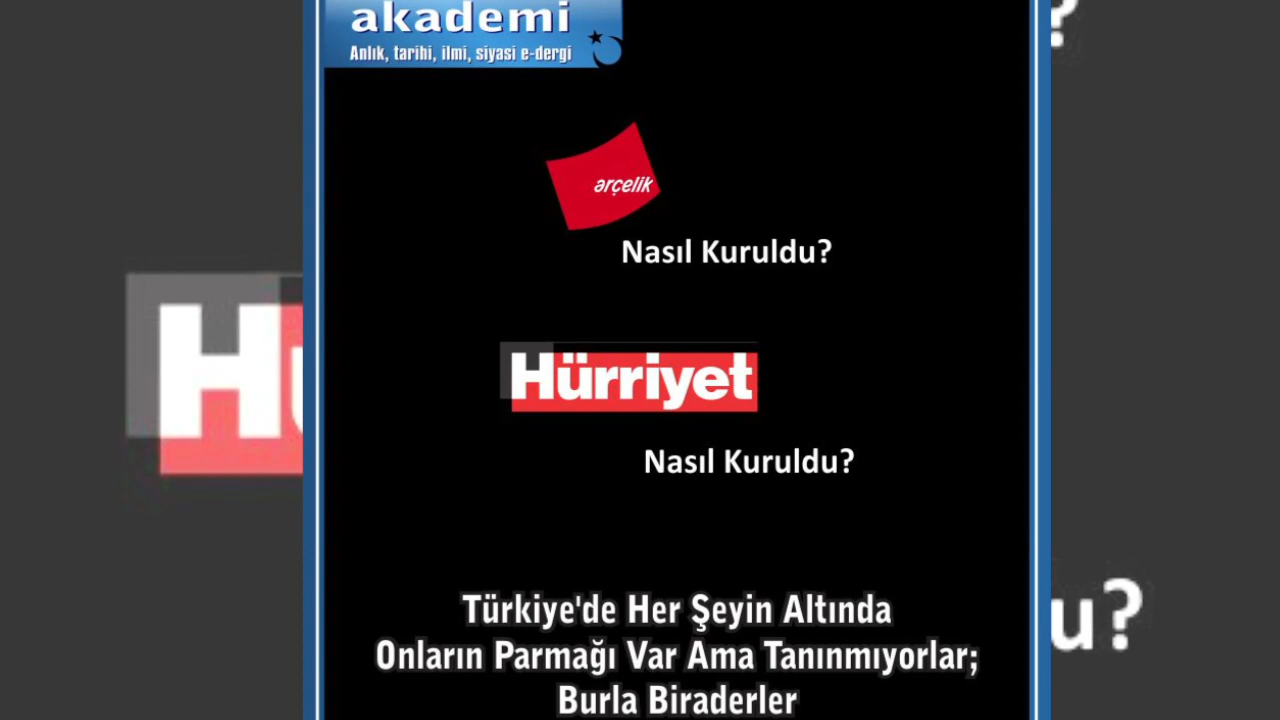 akademi
Anlık, tarihi, ilmi, siyasi e-dergi
arçelik
Nasıl Kuruldu?
Hürriyet
Nasıl Kuruldu?
Türkiye'de Her Şeyin Altında
Onların Parmağı Var Ama Tanınmıyorlar;
Burla Biraderler